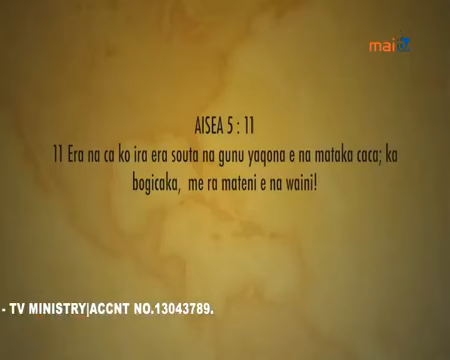 mai
AISEA 5 : 11
11 Era na ca ko ira era souta na gunu yaqona e na mataka caca; ka
bogicaka, me ra mateni e na waini!
- TV MINISTRY|ACCNT NO.13043789.